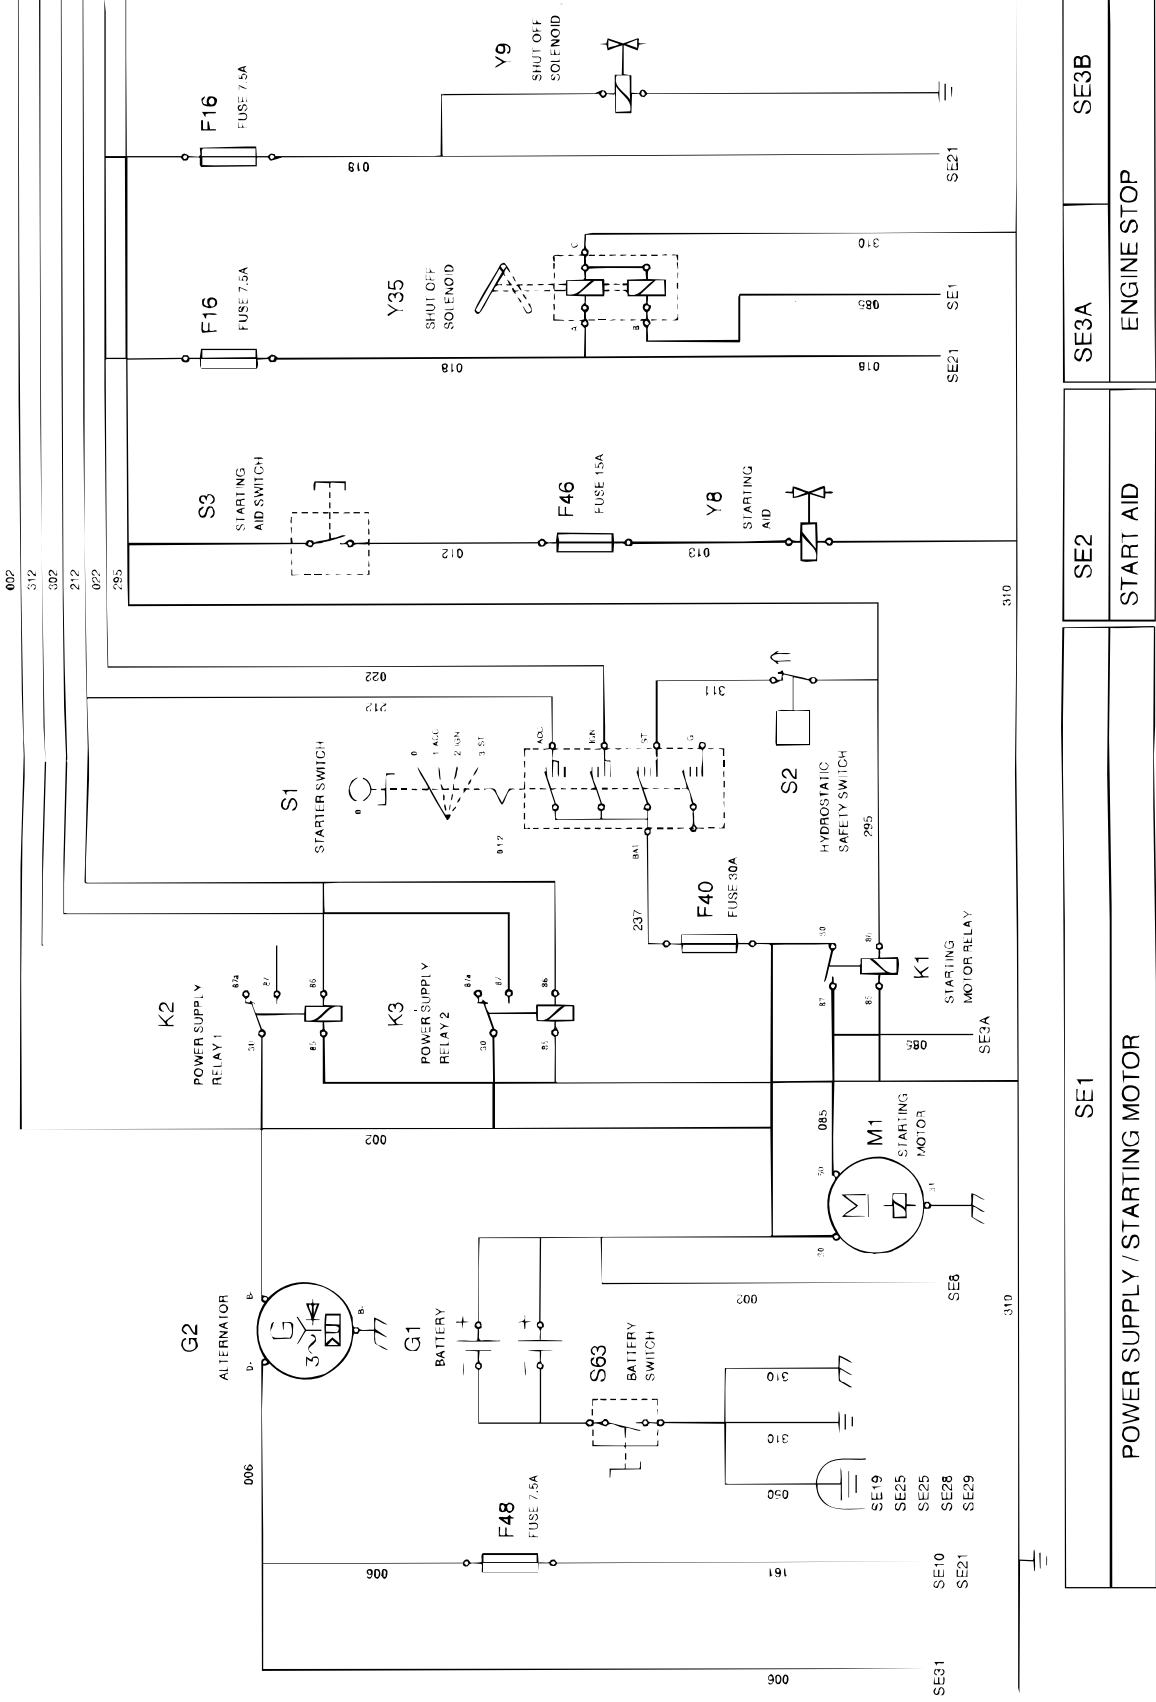 002
312
302
212
022
295
006
006
SE31
G2
ALTERNATOR
D-
B-
B-
G
3~
F48
FUSE 7.5A
161
SE10
SE21
G1
BATTERY
+
+
S63
BATTERY
SWITCH
050
310
310
SE19
SE25
SE25
SE28
SE29
006
002
002
SE8
K2
POWER SUPPLY
RELAY 1
87a
87
86
30
85
K3
POWER SUPPLY
RELAY 2
87a
87
86
30
85
M
M1
STARTING
MOTOR
30
50
31
085
085
SE3A
K1
STARTING
MOTOR RELAY
30
86
87
85
F40
FUSE 30A
237
S1
STARTER SWITCH
0
0
1 ACC
2 IGN
3 ST
012
ACC
IGN
ST
G
BAT
212
022
311
S2
HYDROSTATIC
SAFETY SWITCH
295
310
310
S3
STARTING
AID SWITCH
012
F46
FUSE 15A
013
Y8
STARTING
AID
F16
FUSE 7.5A
018
Y35
SHUT OFF
SOLENOID
A
B
C
018
SE21
085
SE1
310
F16
FUSE 7.5A
018
SE21
Y9
SHUT OFF
SOLENOID
SE1
POWER SUPPLY / STARTING MOTOR
SE2
START AID
SE3A
SE3B
ENGINE STOP